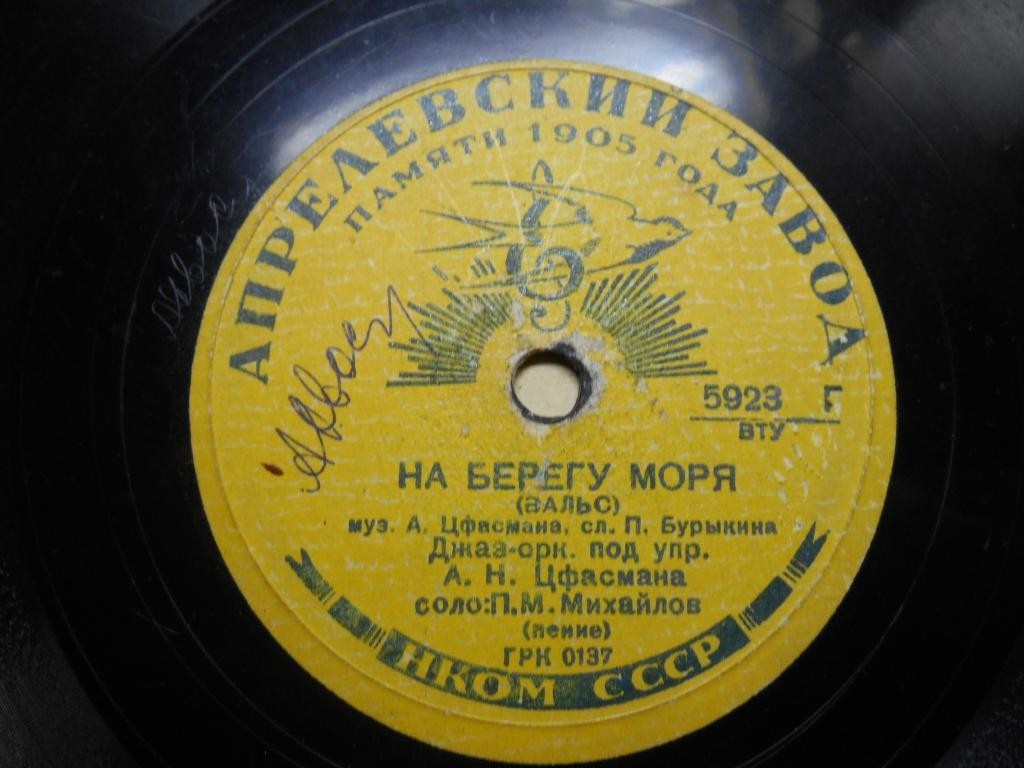 АПРЕЛЕВСКИЙ ЗАВОД
ПАМЯТИ 1905 ГОДА
5923 Г
ВТУ
НА БЕРЕГУ МОРЯ
(ВАЛЬС)
муз. А. Цфасмана, сл. П. Бурыкина
Джаз-орк. под упр.
А. Н. Цфасмана
соло: П. М. Михайлов
(пение)
ГРК 0137
НКОМ СССР